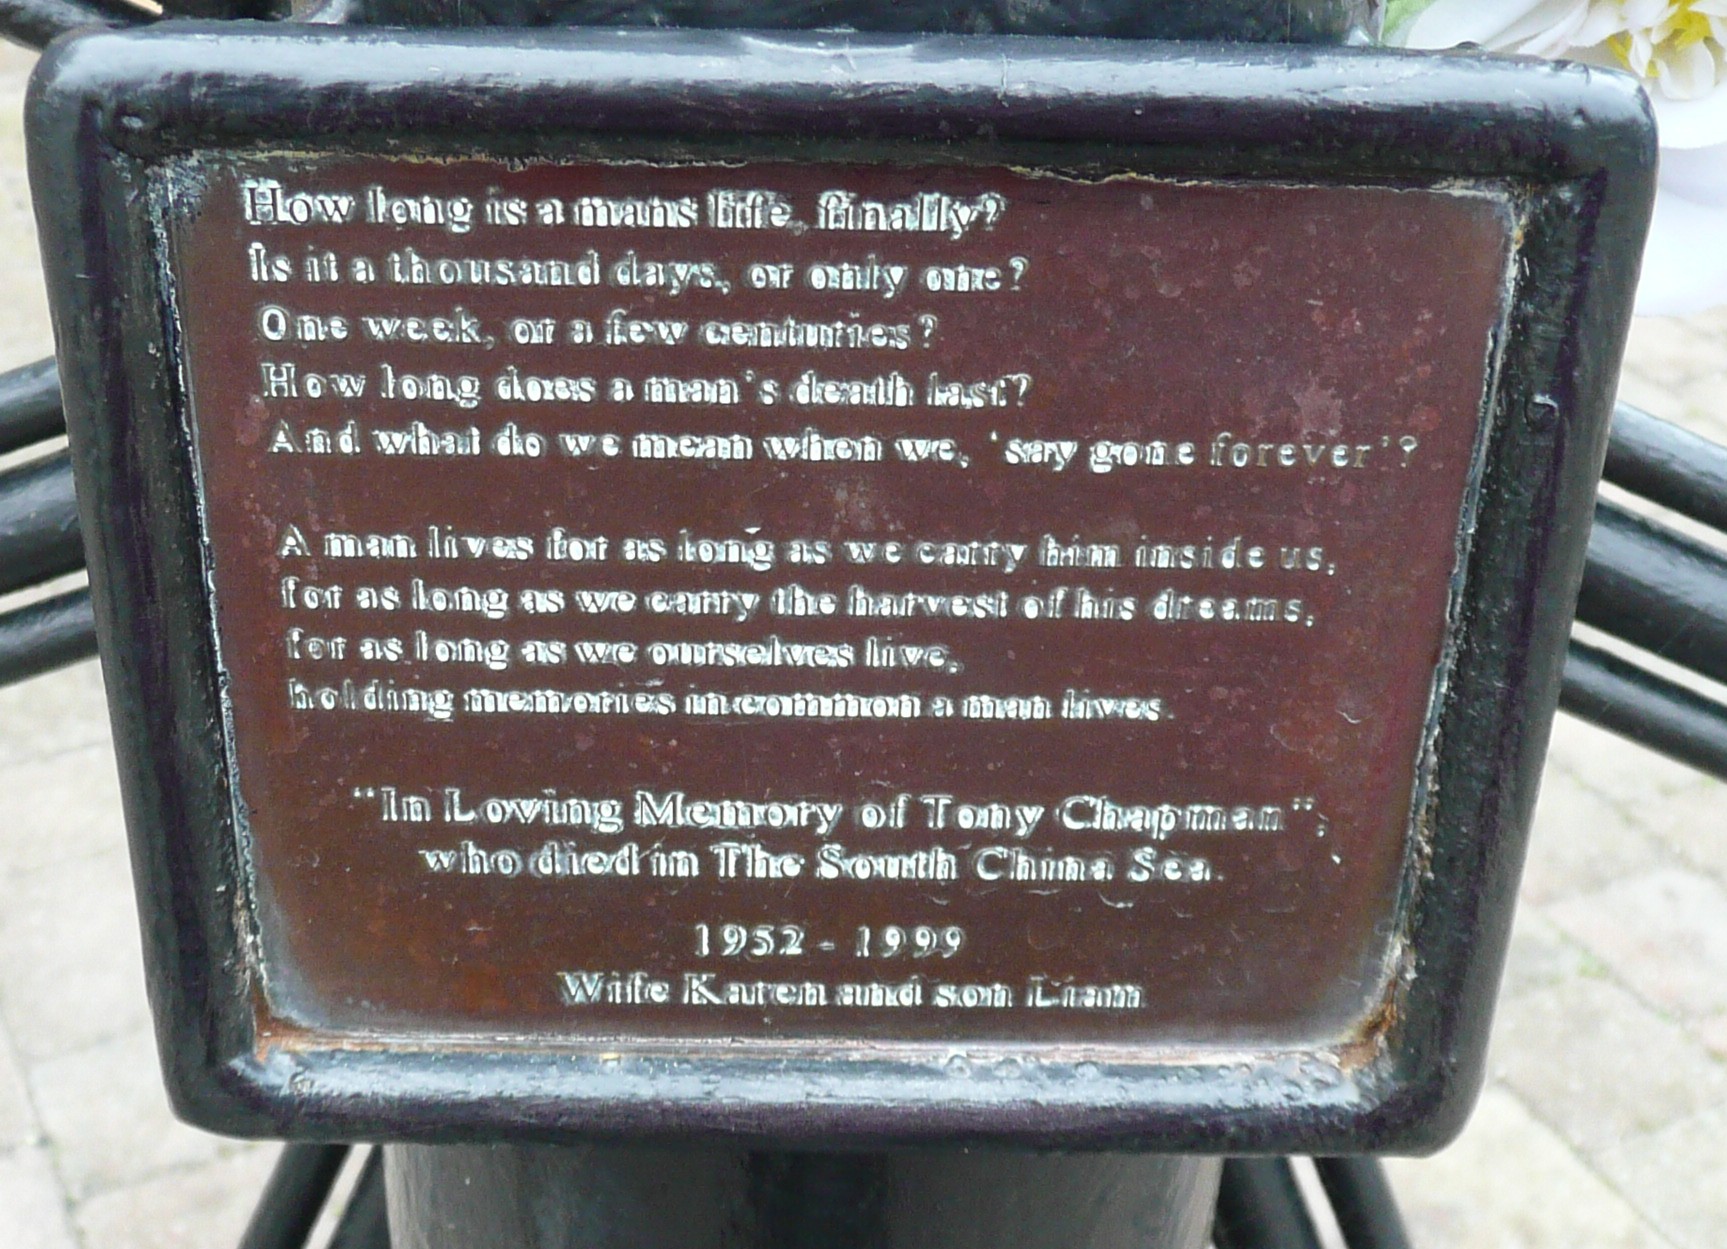 How long is a mans life, finally?
Is it a thousand days, or only one?
One week, or a few centuries?
How long does a man's death last?
And what do we mean when we, 'say gone forever'?
A man lives for as long as we carry him inside us,
for as long as we carry the harvest of his dreams,
for as long as we ourselves live,
holding memories in common a man lives.
"In Loving Memory of Tony Chapman",
who died in The South China Sea.
1952 - 1999
Wife Karen and son Liam